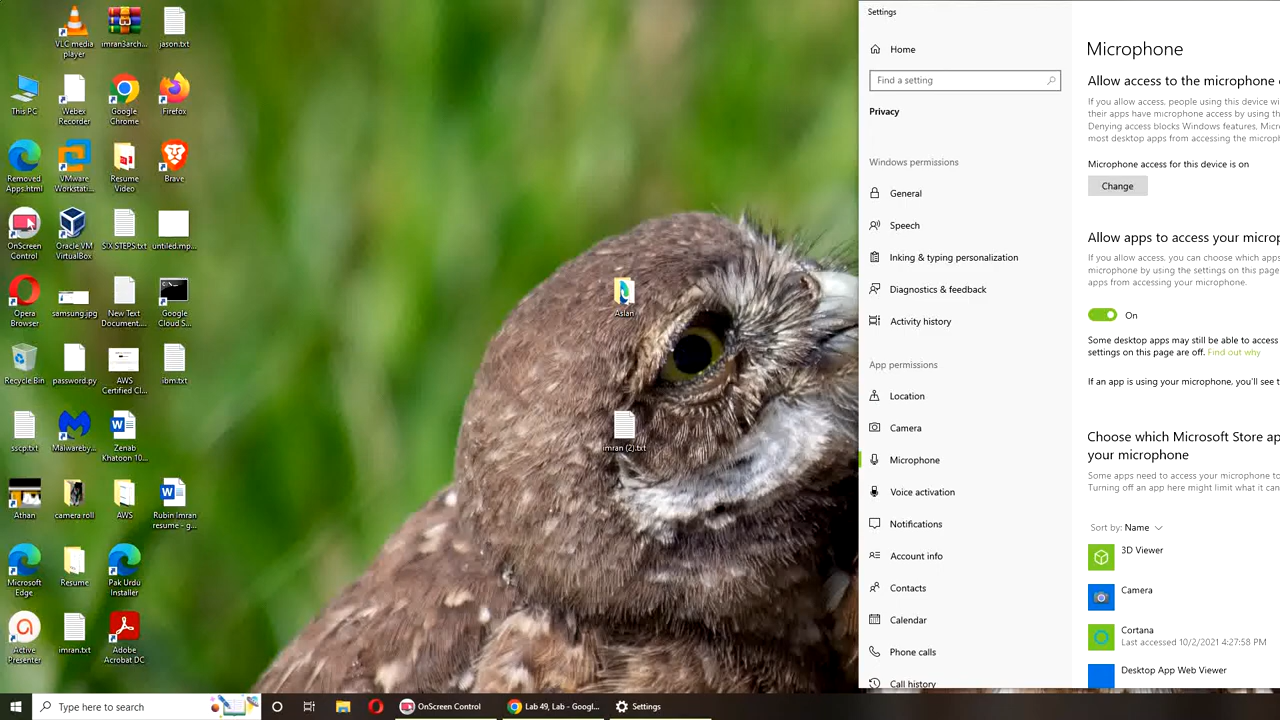 VLC media
player
imran3arch...
jason.txt
This PC
Webex
Recorder
Google
Chrome
Firefox
Removed
Apps.html
VMware
Workstati...
Resume
Video
Brave
OnScreen
Control
Oracle VM
VirtualBox
SIX STEPS.txt
untiled.mp...
Opera
Browser
samsung.jpg
New Text
Document....
Google
Cloud S...
Recycle Bin
password.py
AWS
Certified Cl...
ibm.txt
sscp.txt
Malwareby...
Zenab
Khatoon 10...
Athan
camera roll
AWS
Rubin Imran
resume - g...
Microsoft
Edge
Resume
Pak Urdu
Installer
Active
Presenter
imran.txt
Adobe
Acrobat DC
Aslan
imran (2).txt
Settings
Home
Find a setting
Privacy
Windows permissions
General
Speech
Inking & typing personalization
Diagnostics & feedback
Activity history
App permissions
Location
Camera
Microphone
Voice activation
Notifications
Account info
Contacts
Calendar
Phone calls
Call history
Microphone
Allow access to the microphone
If you allow access, people using this device wi
their apps have microphone access by using th
Denying access blocks Windows features, Micr
most desktop apps from accessing the microph
Microphone access for this device is on
Change
Allow apps to access your microp
If you allow access, you can choose which apps
microphone by using the settings on this page
apps from accessing your microphone.
On
Some desktop apps may still be able to access
settings on this page are off. Find out why
If an app is using your microphone, you'll see t
Choose which Microsoft Store ap
your microphone
Some apps need to access your microphone to
Turning off an app here might limit what it can
Sort by: Name
3D Viewer
Camera
Cortana
Last accessed 10/2/2021 4:27:58 PM
Desktop App Web Viewer
Type here to search
OnScreen Control
Lab 49, Lab - Googl...
Settings